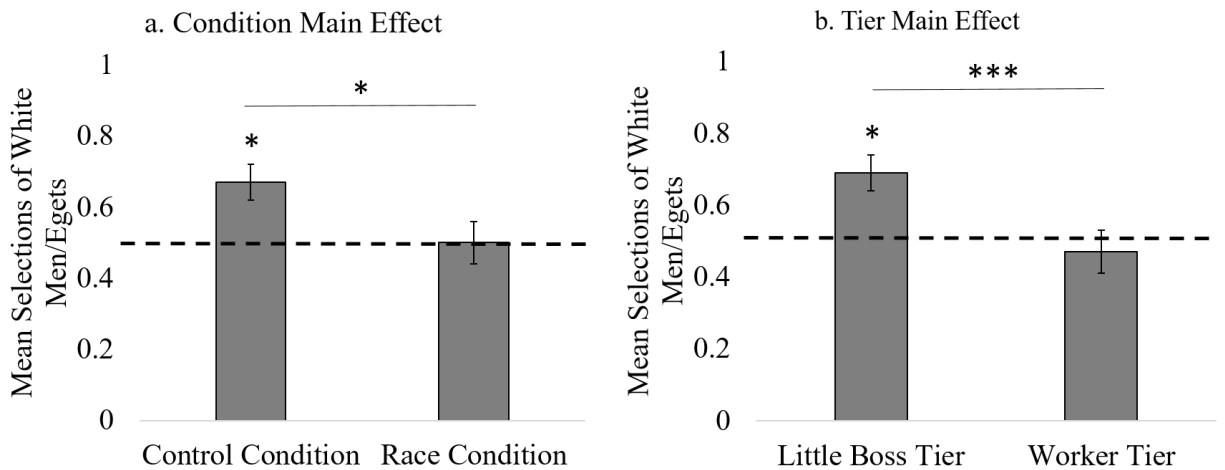 a. Condition Main Effect
Mean Selections of White
Men/Egets
1
0.8
0.6
0.4
0.2
0
*
*
Control Condition
Race Condition
b. Tier Main Effect
Mean Selections of White
Men/Egets
1
0.8
0.6
0.4
0.2
0
***
*
Little Boss Tier
Worker Tier